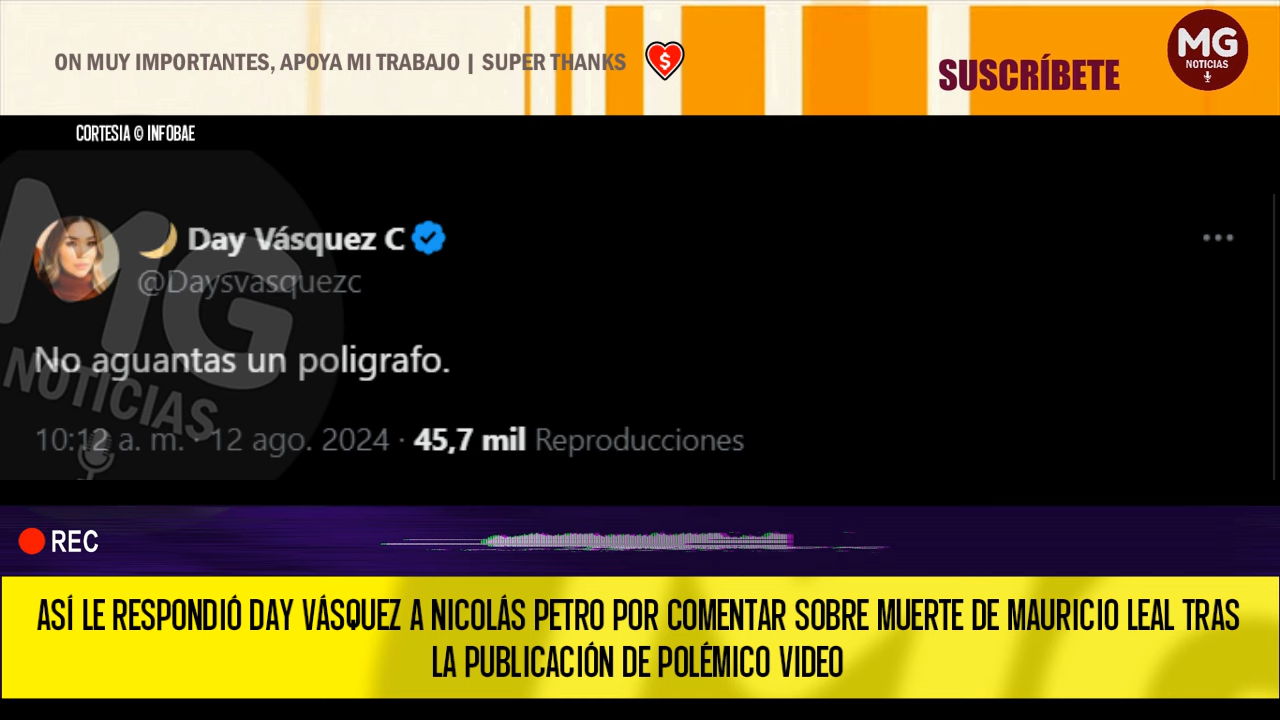 ON MUY IMPORTANTES, APOYA MI TRABAJO | SUPER THANKS
$
SUSCRÍBETE
MG
NOTICIAS
CORTESIA © INFOBAE
Day Vásquez C
@Daysvasquezc
No aguantas un poligrafo.
MG
NOTICIAS
10:12 a. m. · 12 ago. 2024 · 45,7 mil Reproducciones
REC
ASÍ LE RESPONDIÓ DAY VÁSQUEZ A NICOLÁS PETRO POR COMENTAR SOBRE MUERTE DE MAURICIO LEAL TRAS
LA PUBLICACIÓN DE POLÉMICO VIDEO